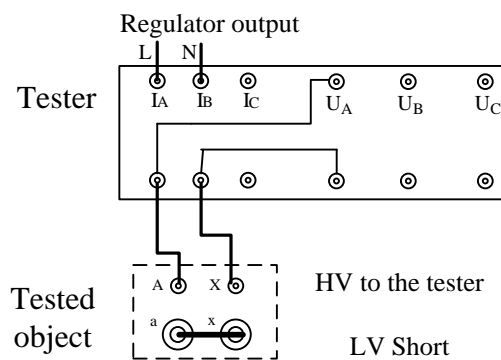 Regulator output
L N
Tester
IA IB IC UA UB UC
A X
HV to the tester
Tested
object
a x
LV Short